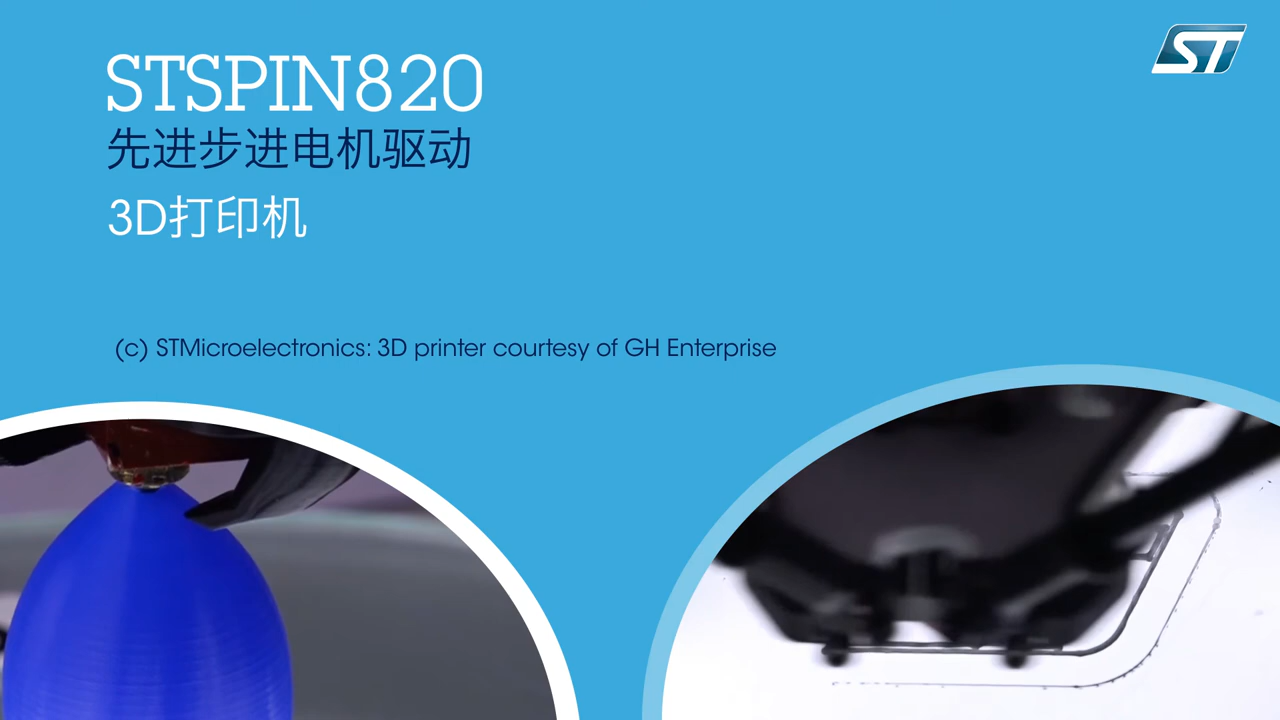 ST
STSPIN820
先进步进电机驱动
3D打印机
(c) STMicroelectronics: 3D printer courtesy of GH Enterprise